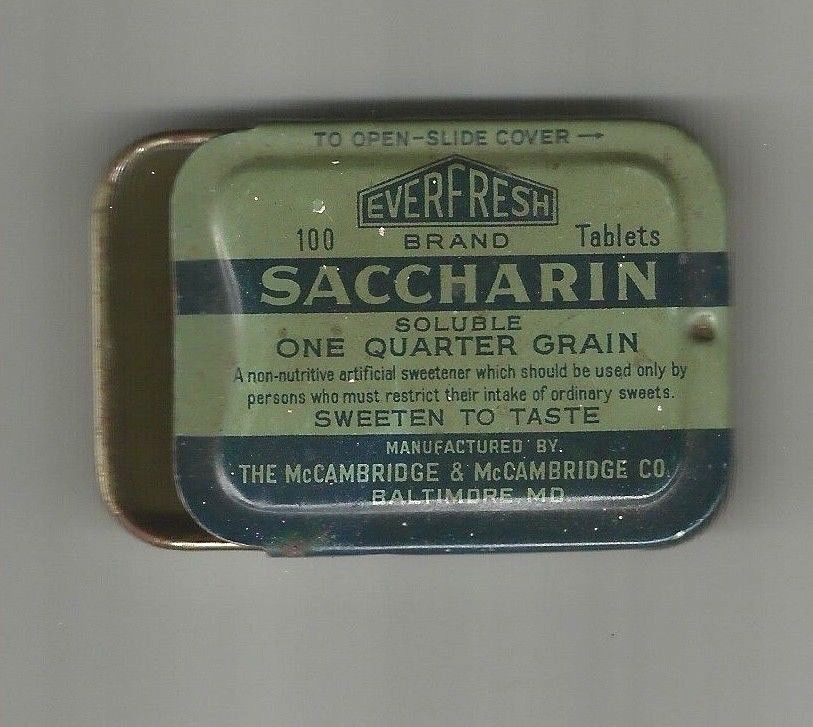 TO OPEN-SLIDE COVER →
EVERFRESH
BRAND
100 Tablets
SACCHARIN
SOLUBLE
ONE QUARTER GRAIN
A non-nutritive artificial sweetener which should be used only by
persons who must restrict their intake of ordinary sweets.
SWEETEN TO TASTE
MANUFACTURED BY.
THE McCAMBRIDGE & McCAMBRIDGE CO.
BALTIMORE, MD.